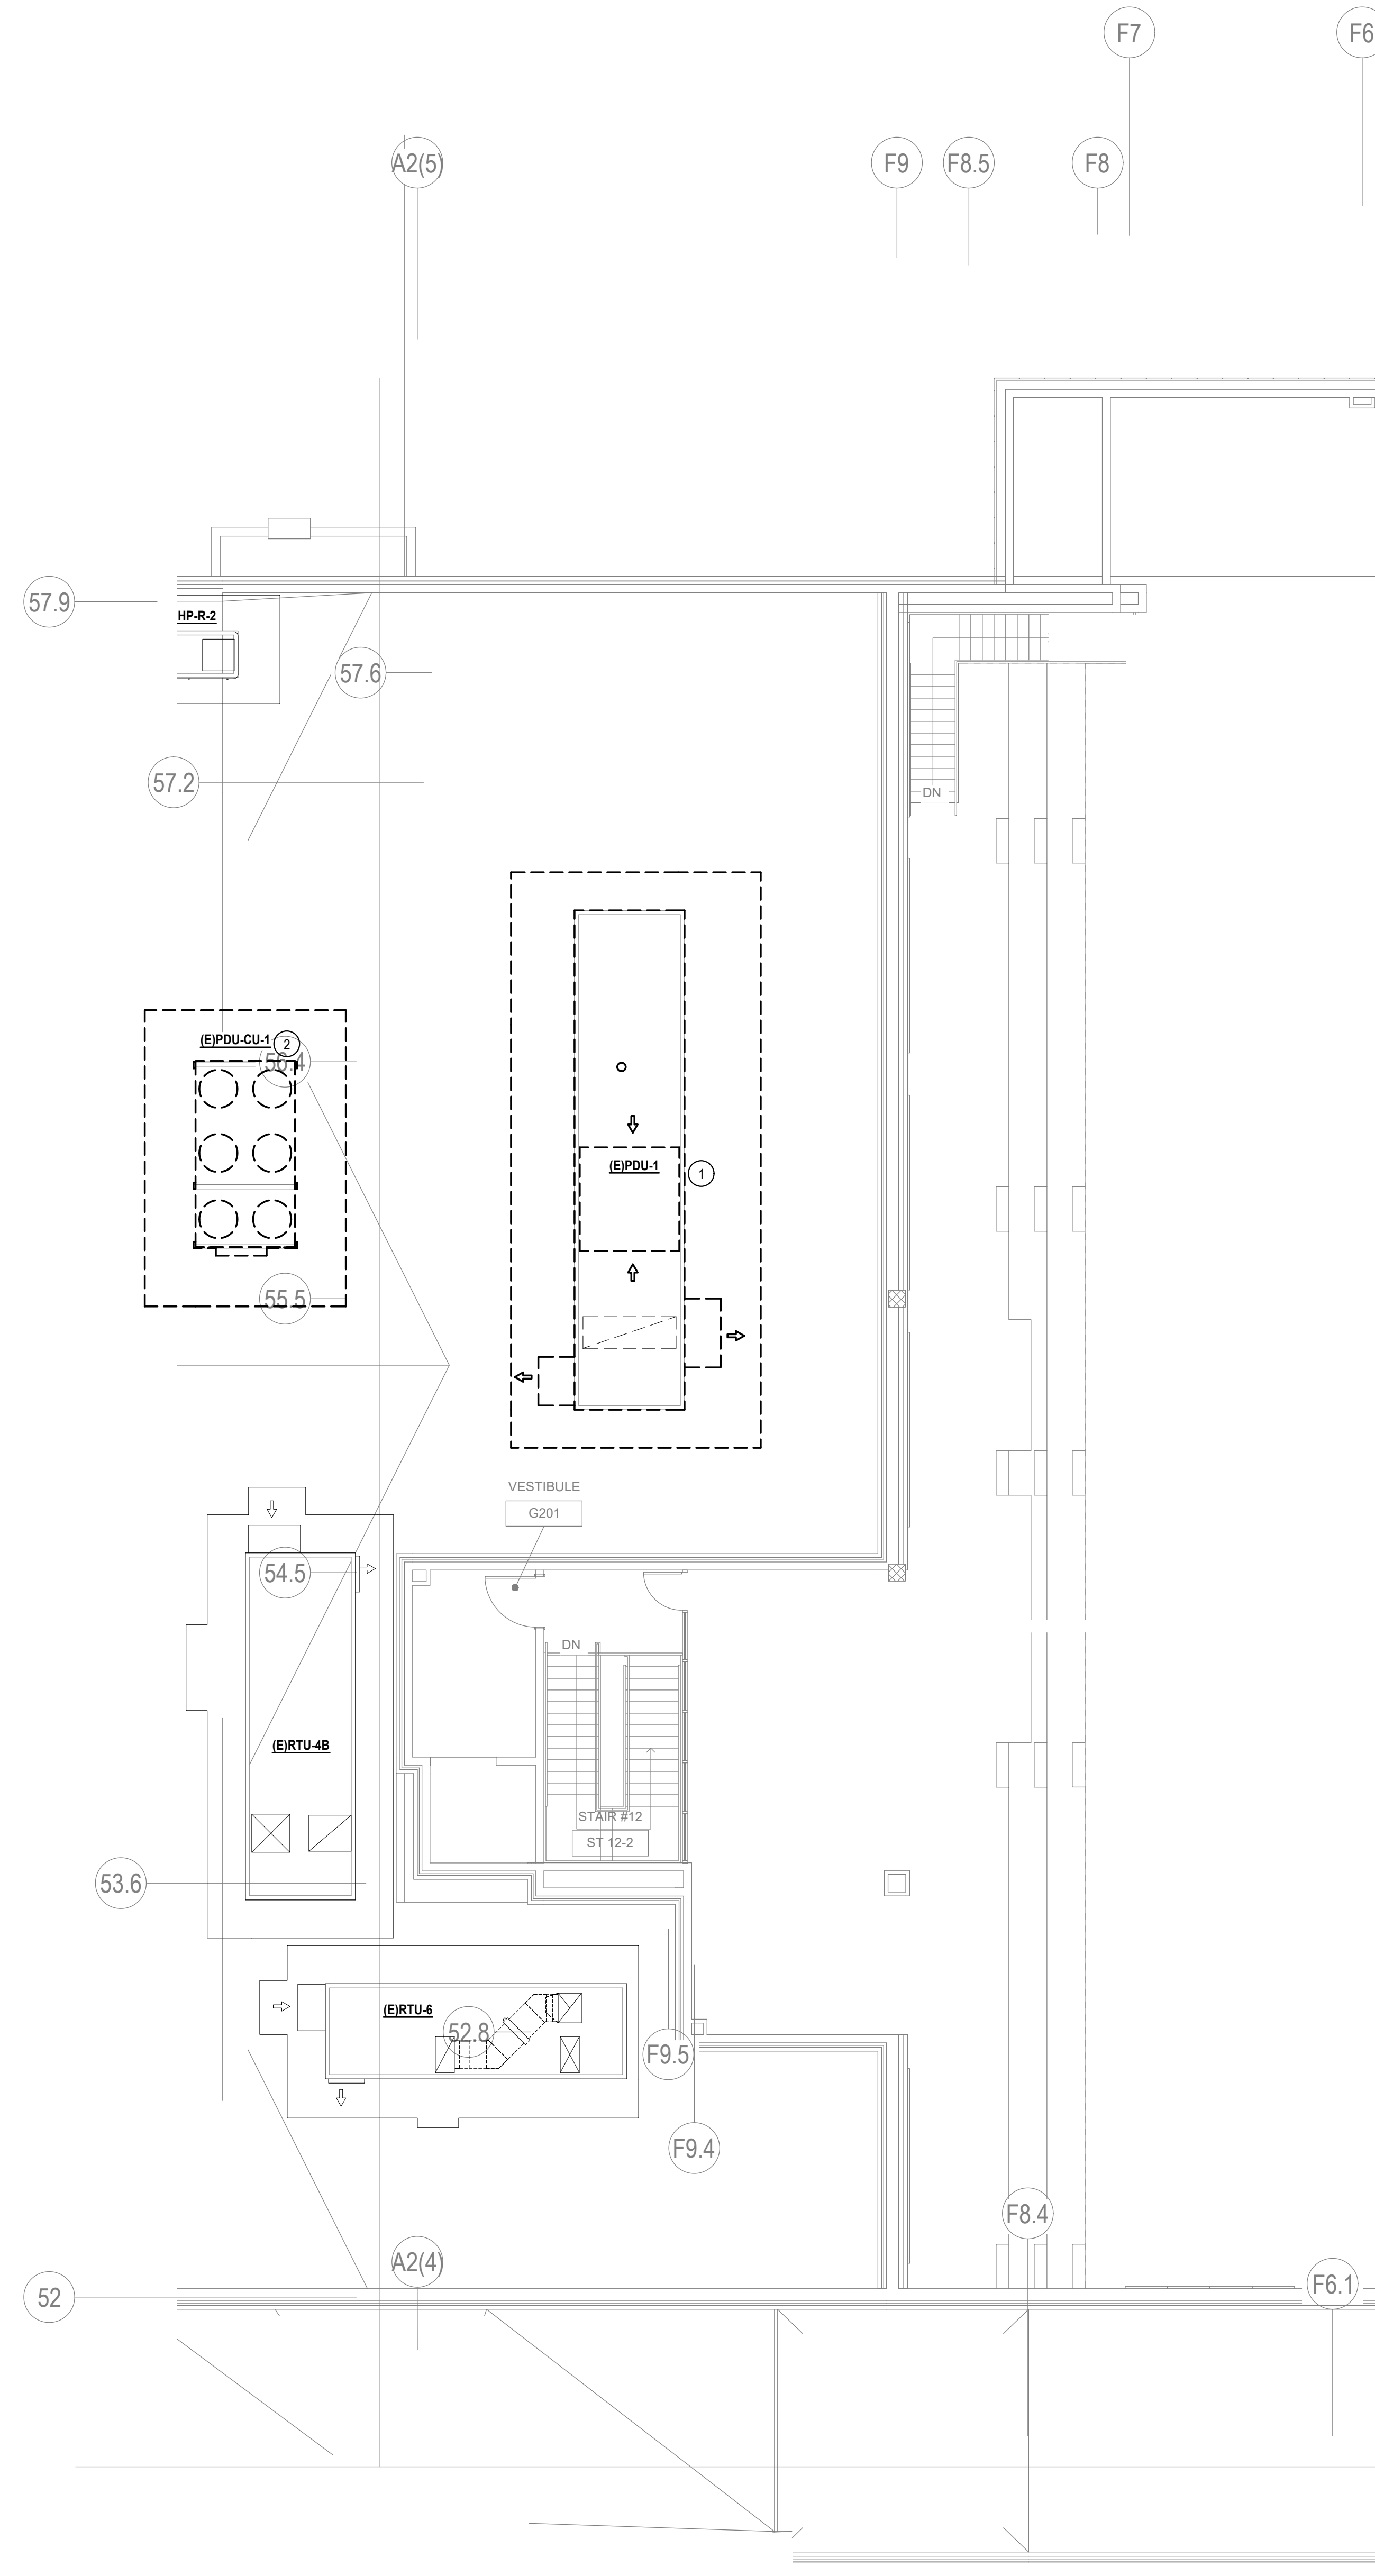 F7
F6
A2(5)
F9
F8.5
F8
57.9
HP-R-2
57.6
57.2
DN
(E)PDU-CU-1
2
56.4
(E)PDU-1
1
55.5
VESTIBULE
G201
54.5
DN
(E)RTU-4B
STAIR #12
ST 12-2
53.6
(E)RTU-6
52.8
F9.5
F9.4
F8.4
A2(4)
52
F6.1